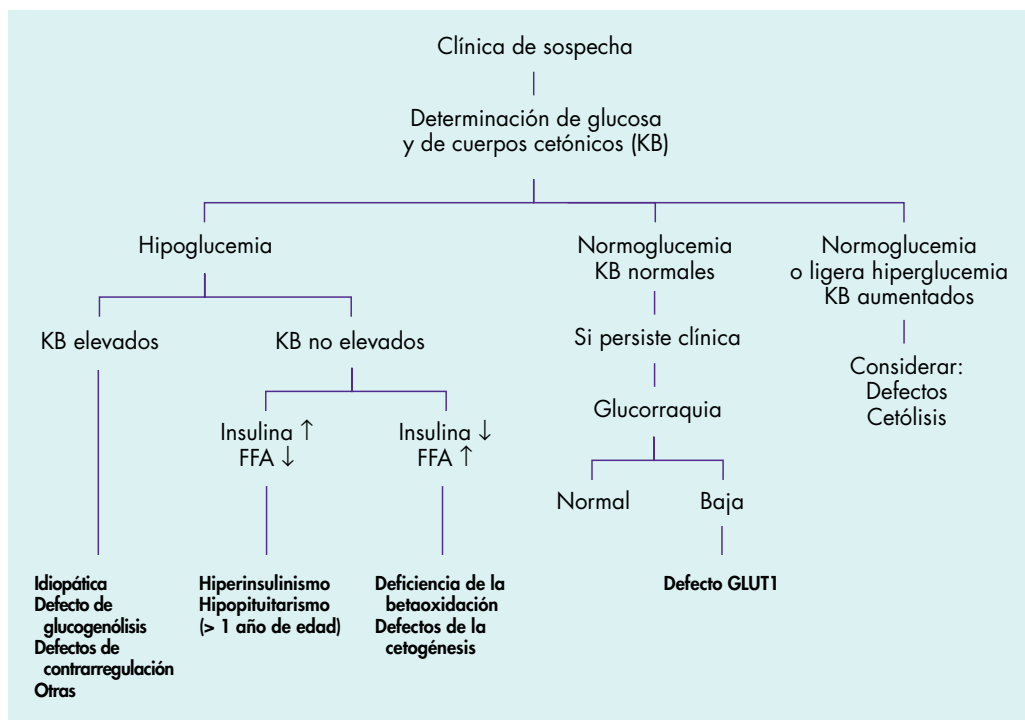 Clínica de sospecha
Determinación de glucosa
y de cuerpos cetónicos (KB)
Hipoglucemia
Normoglucemia
KB normales
Normoglucemia
o ligera hiperglucemia
KB aumentados
KB elevados
KB no elevados
Si persiste clínica
Considerar:
Defectos
Cetólisis
Insulina ↑
FFA ↓
Insulina ↓
FFA ↑
Glucorraquia
Normal
Baja
Idiopática
Defecto de
glucogenólisis
Defectos de
contrarregulación
Otras
Hiperinsulinismo
Hipopituitarismo
(> 1 año de edad)
Deficiencia de la
betaoxidación
Defectos de la
cetogénesis
Defecto GLUT1